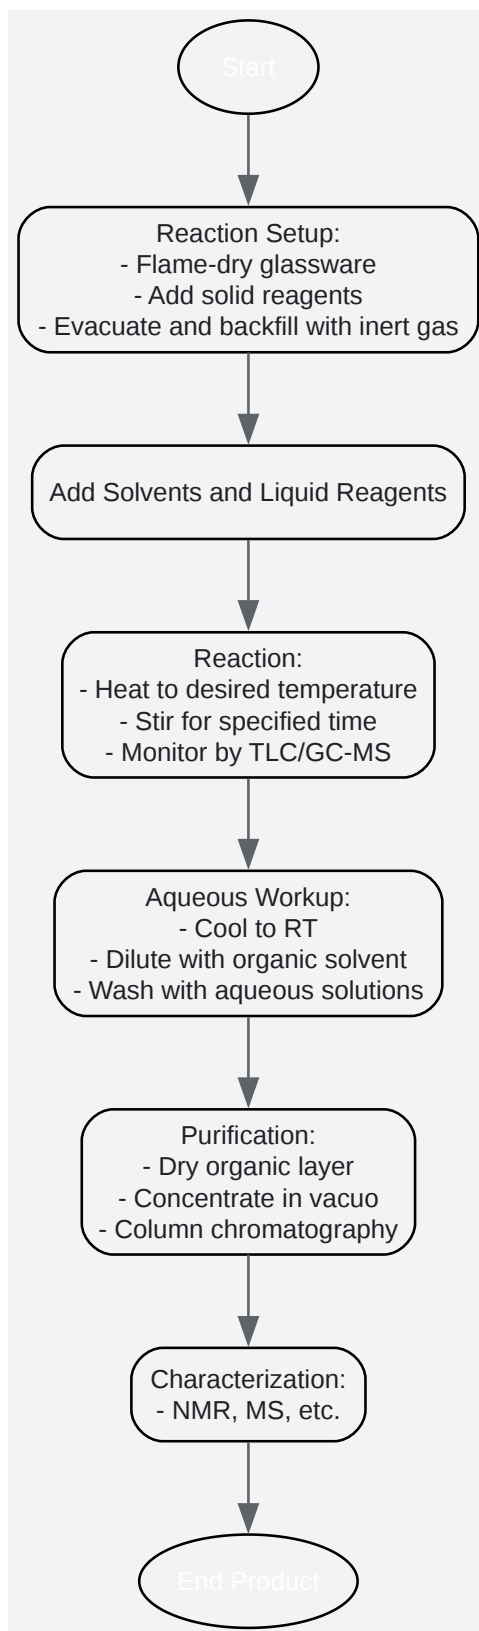 Start
Reaction Setup:
- Flame-dry glassware
- Add solid reagents
- Evacuate and backfill with inert gas
Add Solvents and Liquid Reagents
Reaction:
- Heat to desired temperature
- Stir for specified time
- Monitor by TLC/GC-MS
Aqueous Workup:
- Cool to RT
- Dilute with organic solvent
- Wash with aqueous solutions
Purification:
- Dry organic layer
- Concentrate in vacuo
- Column chromatography
Characterization:
- NMR, MS, etc.
End Product